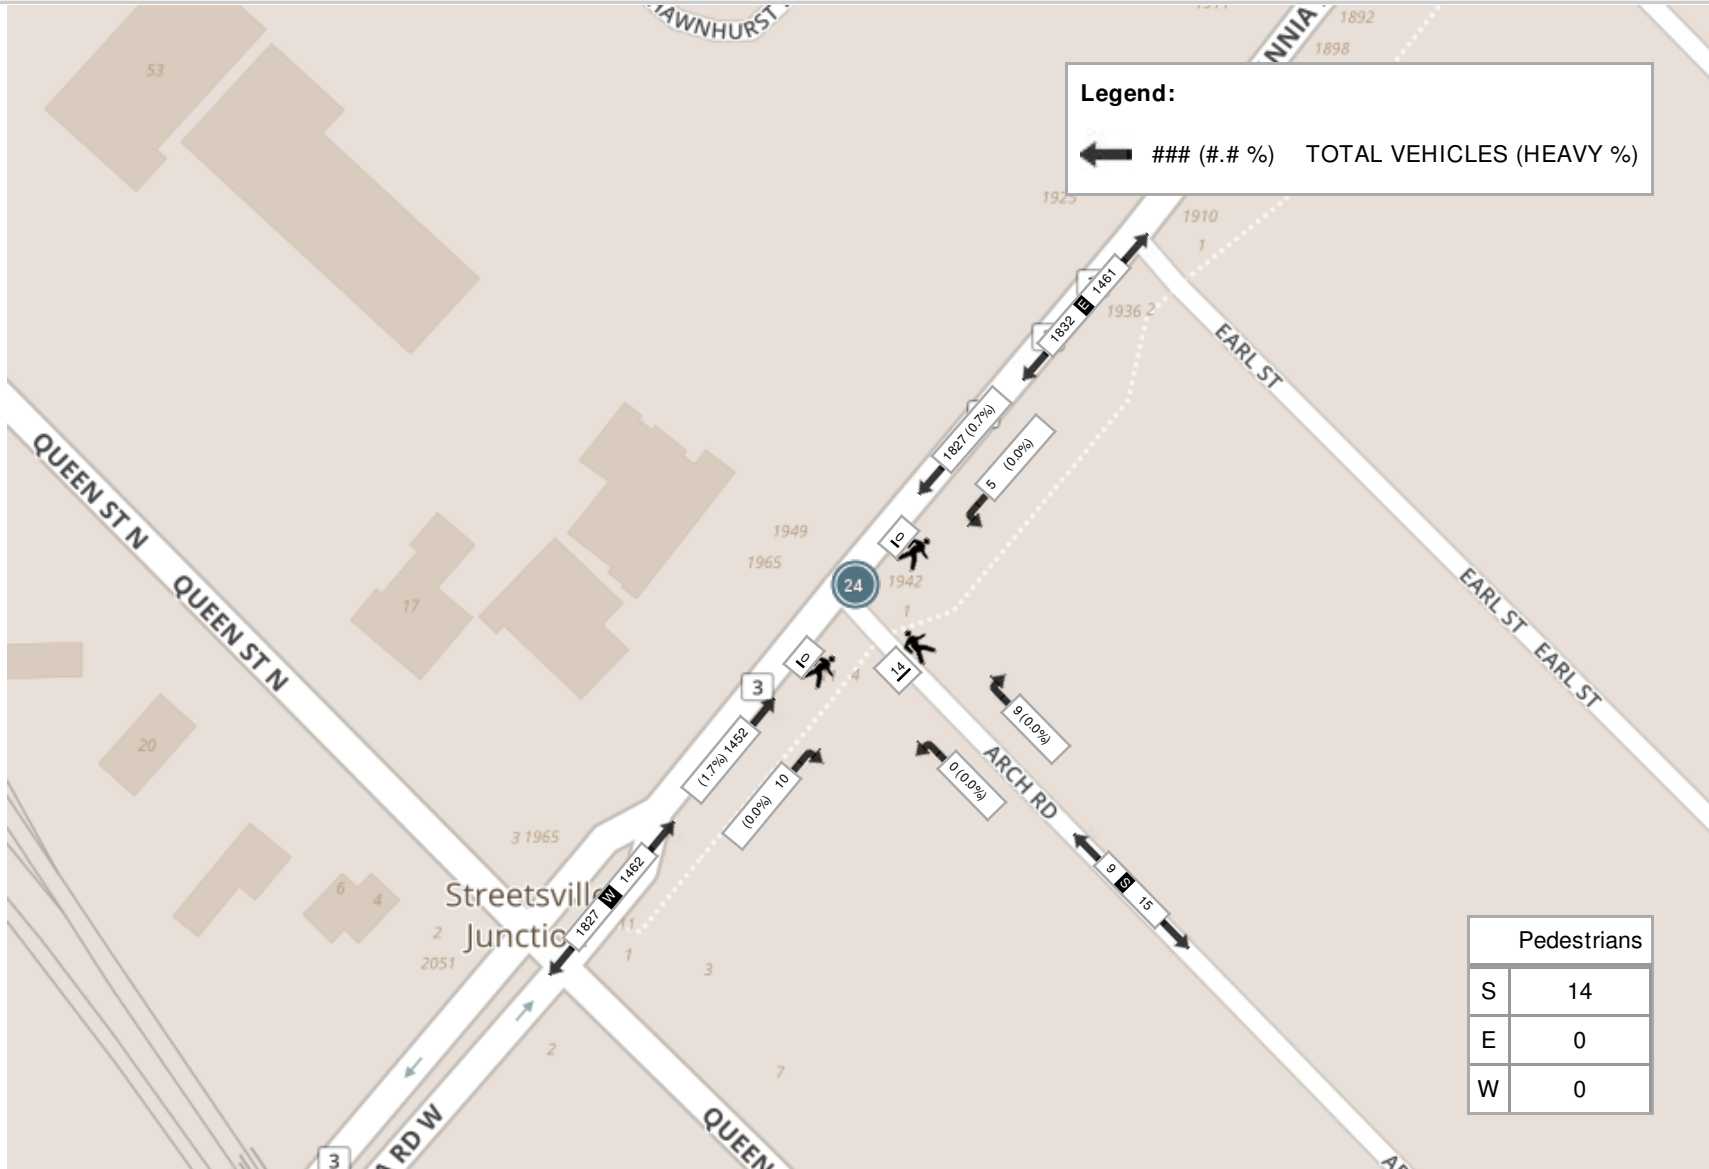 AWNHURST
NNIA
1892
1898
53
Legend:
### (#.# %) TOTAL VEHICLES (HEAVY %)
1925
1910
1
1832 E 1461
1936 2
EARL ST
1827 (0.7%)
5 (0.0%)
QUEEN ST N
0
1949
1965
24
1942
1
QUEEN ST N
17
EARL ST
EARL ST
0
14
4
3
9 (0.0%)
(1.7%) 1452
20
(0.0%) 10
0 (0.0%)
ARCH RD
3 1965
6
4
Streetsville
Junctio
1827 W 1462
9 S 15
11
2
2051
1
3
Pedestrians
S 14
E 0
W 0
2
7
A RD W
QUEEN
3